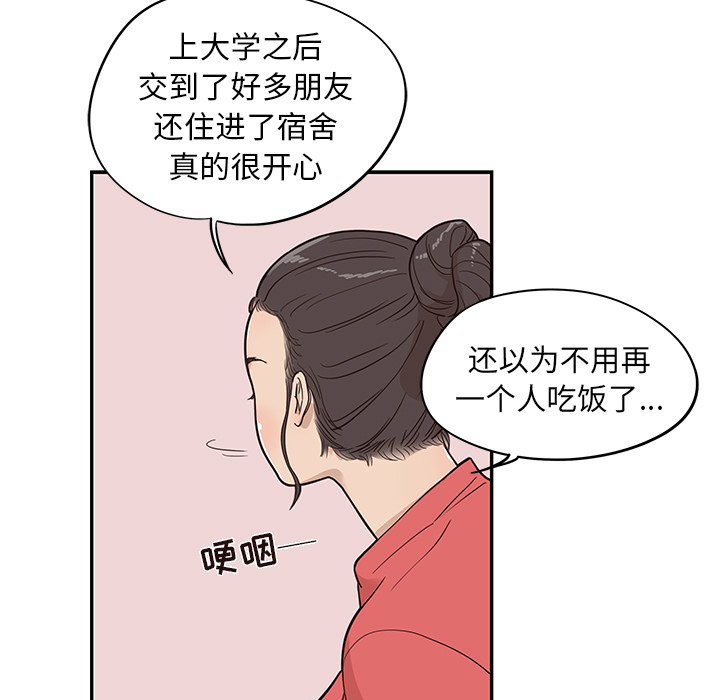 上大学之后
交到了好多朋友
还住进了宿舍
真的很开心
还以为不用再
一个人吃饭了...
哽咽—